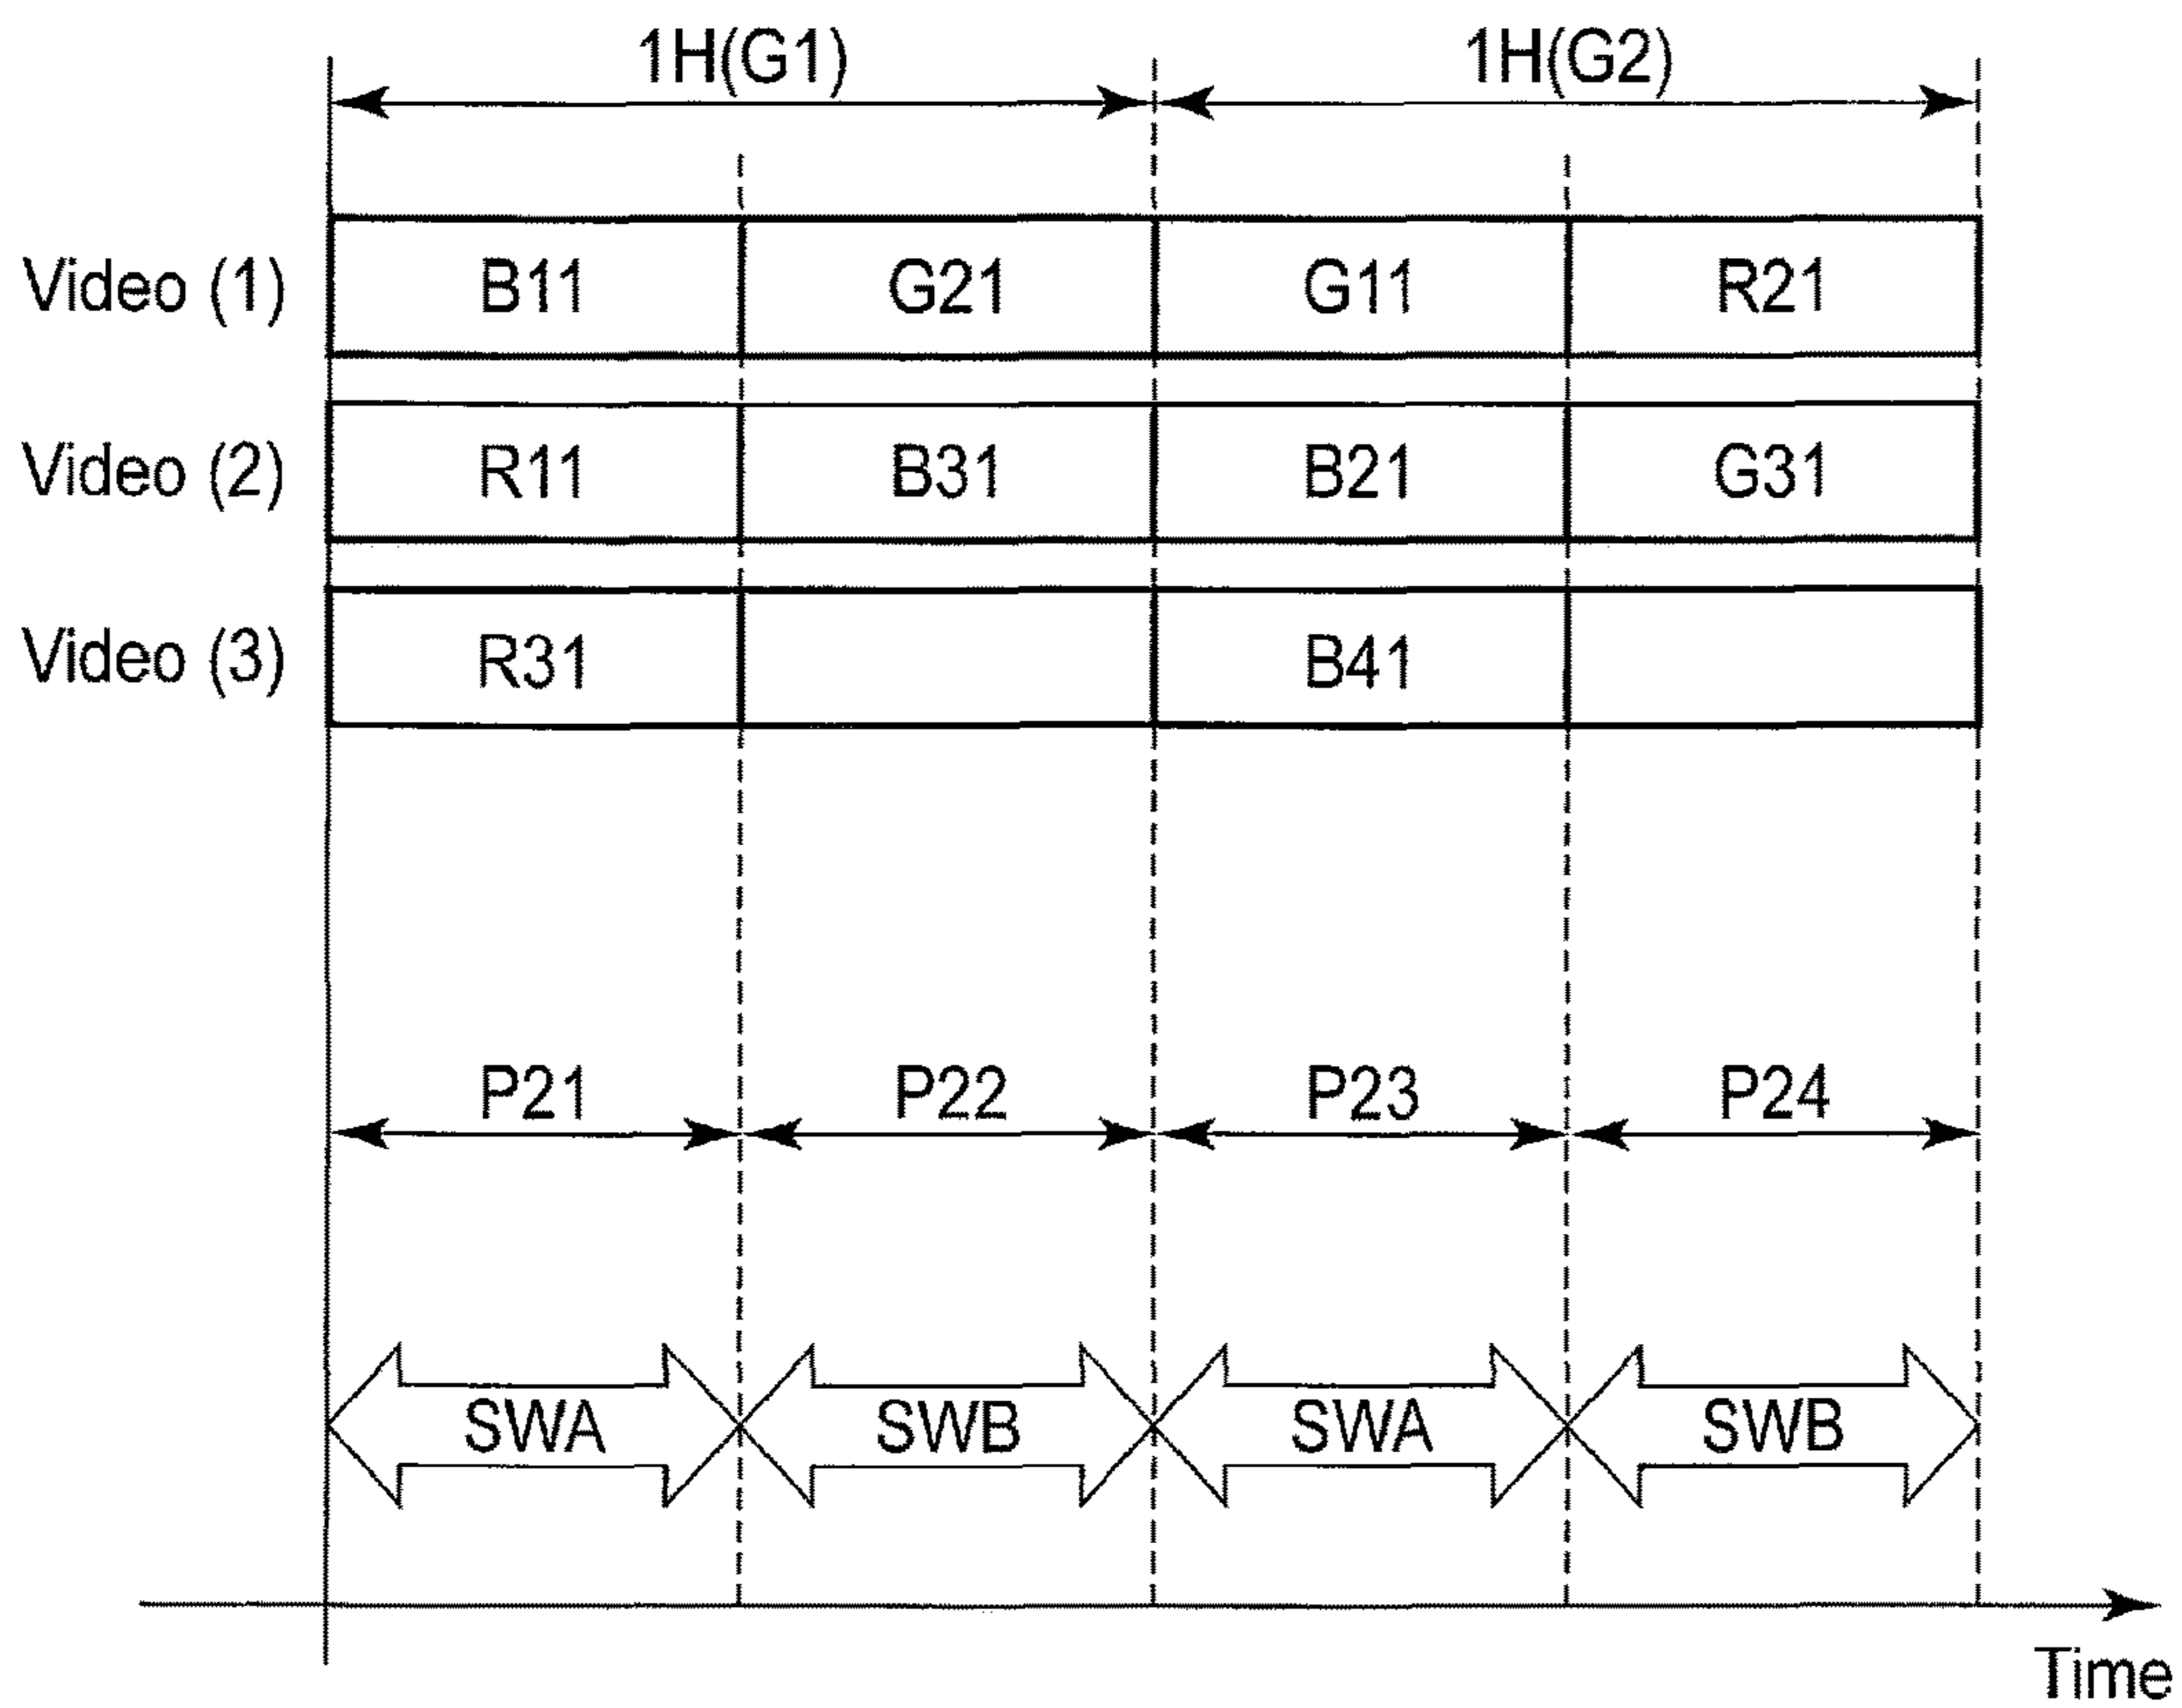 1H(G1) 1H(G2)
Video (1) B11 G21 G11 R21
Video (2) R11 B31 B21 G31
Video (3) R31 B41
P21 P22 P23 P24
SWA SWB SWA SWB
Time